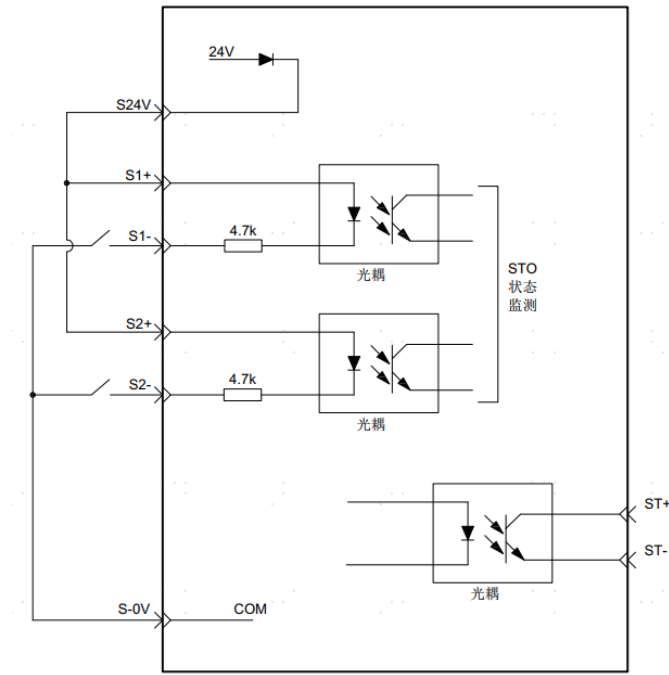 24V
S24V
S1+
S1-
4.7k
光耦
STO
状态
监测
S2+
S2-
4.7k
光耦
ST+
ST-
光耦
S-0V
COM